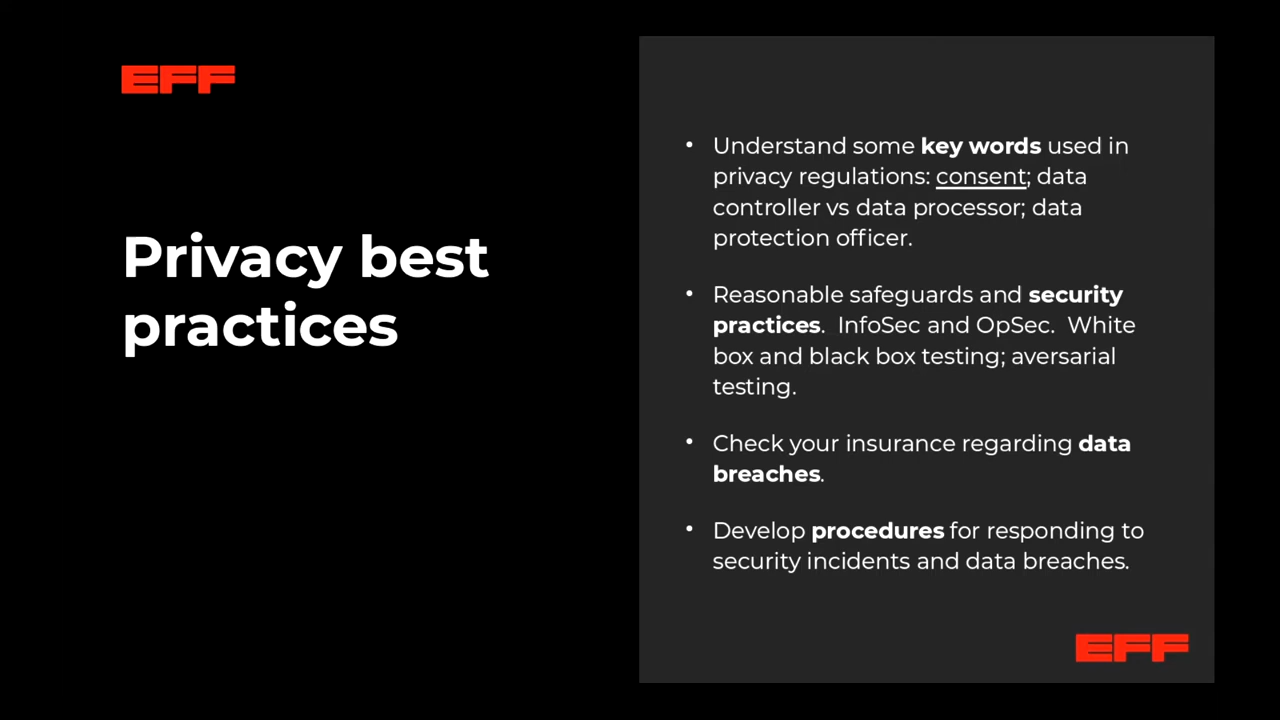 EFF
Privacy best
practices
• Understand some key words used in
privacy regulations: consent; data
controller vs data processor; data
protection officer.
• Reasonable safeguards and security
practices.  InfoSec and OpSec.  White
box and black box testing; aversarial
testing.
• Check your insurance regarding data
breaches.
• Develop procedures for responding to
security incidents and data breaches.
EFF